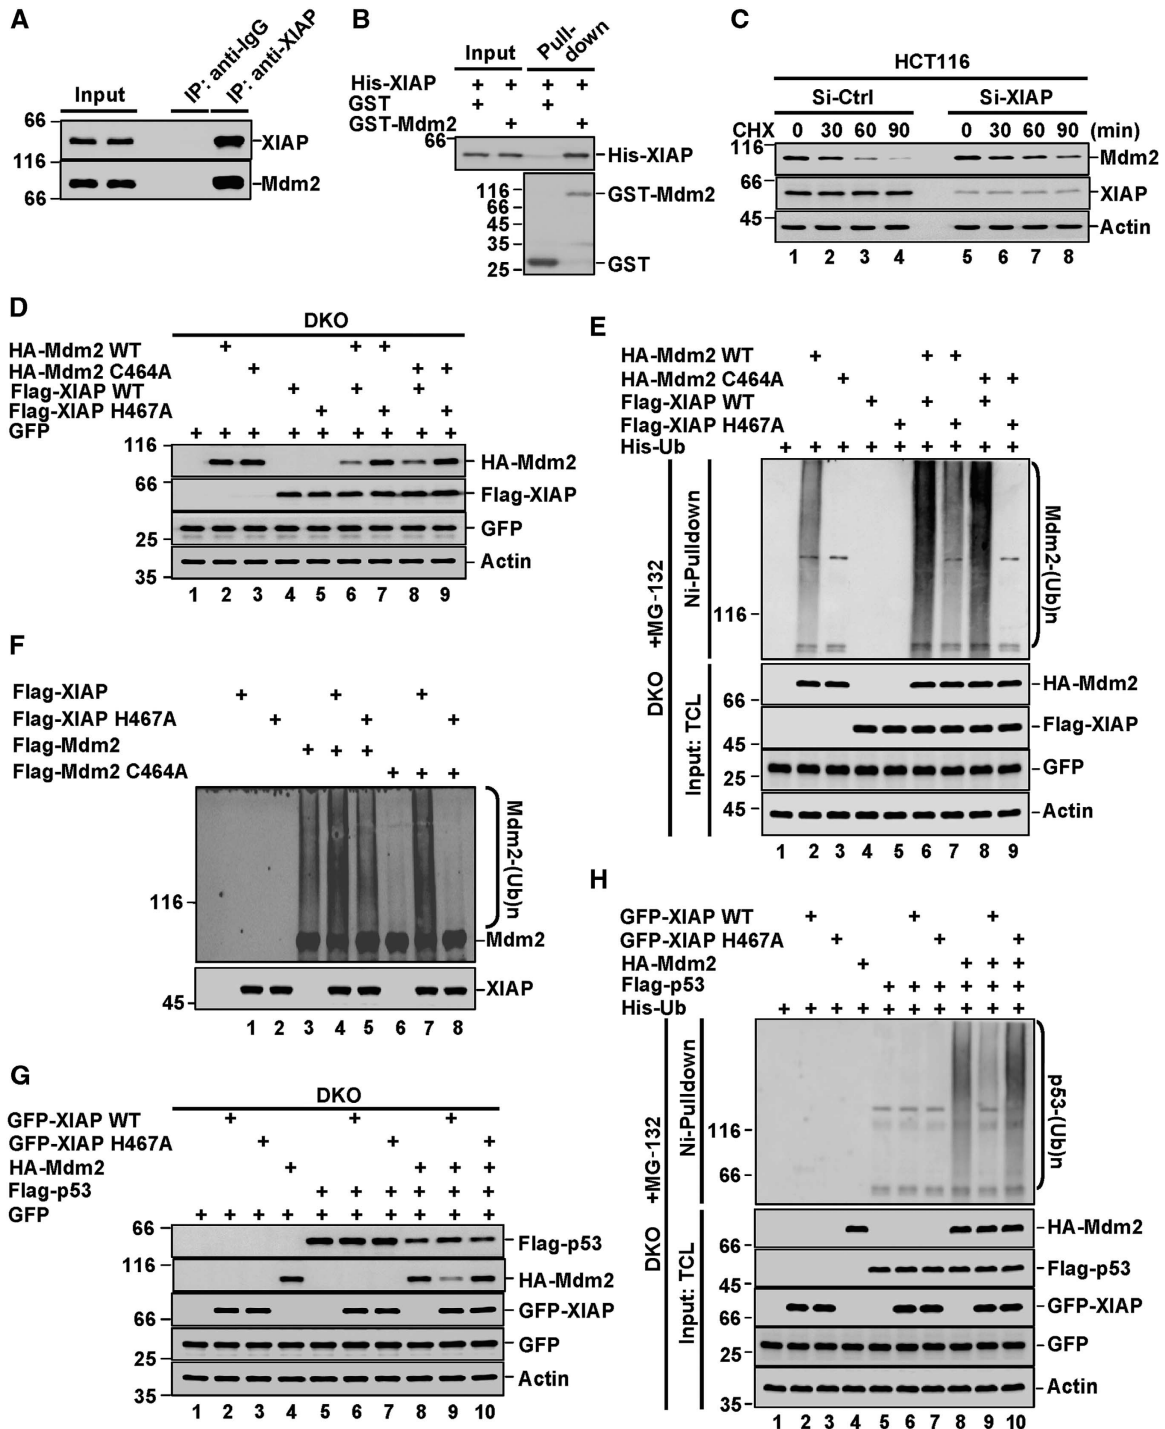 A
Input
IP: anti-IgG
IP: anti-XIAP
66
XIAP
116
Mdm2
66
B
Input
Pull-down
His-XIAP + + + +
GST + +
GST-Mdm2 + +
66
His-XIAP
116
GST-Mdm2
66
45
35
25
GST
C
HCT116
Si-Ctrl Si-XIAP
CHX 0 30 60 90 0 30 60 90 (min)
116
Mdm2
66
XIAP
45
Actin
1 2 3 4 5 6 7 8
D
DKO
HA-Mdm2 WT + + +
HA-Mdm2 C464A + + +
Flag-XIAP WT + + +
Flag-XIAP H467A + + +
GFP + + + + + + + + +
116
HA-Mdm2
66
Flag-XIAP
GFP
25
Actin
35
1 2 3 4 5 6 7 8 9
E
HA-Mdm2 WT + + +
HA-Mdm2 C464A + + +
Flag-XIAP WT + + +
Flag-XIAP H467A + + +
His-Ub + + + + + + + + +
DKO +MG-132
Ni-Pulldown
116
Mdm2-(Ub)n
Input: TCL
HA-Mdm2
66
Flag-XIAP
45
GFP
25
45
Actin
1 2 3 4 5 6 7 8 9
F
Flag-XIAP + + +
Flag-XIAP H467A + + +
Flag-Mdm2 + + +
Flag-Mdm2 C464A + + +
Mdm2-(Ub)n
116
Mdm2
XIAP
45
1 2 3 4 5 6 7 8
G
DKO
GFP-XIAP WT + + +
GFP-XIAP H467A + + +
HA-Mdm2 + + + +
Flag-p53 + + + + + +
GFP + + + + + + + + + +
66
Flag-p53
116
HA-Mdm2
GFP-XIAP
66
GFP
25
Actin
35
1 2 3 4 5 6 7 8 9 10
H
GFP-XIAP WT + + +
GFP-XIAP H467A + + +
HA-Mdm2 + + + +
Flag-p53 + + + + + +
His-Ub + + + + + + + + + +
DKO +MG-132
Ni-Pulldown
116
66
p53-(Ub)n
Input: TCL
HA-Mdm2
66
Flag-p53
45
GFP-XIAP
66
GFP
25
Actin
35
1 2 3 4 5 6 7 8 9 10